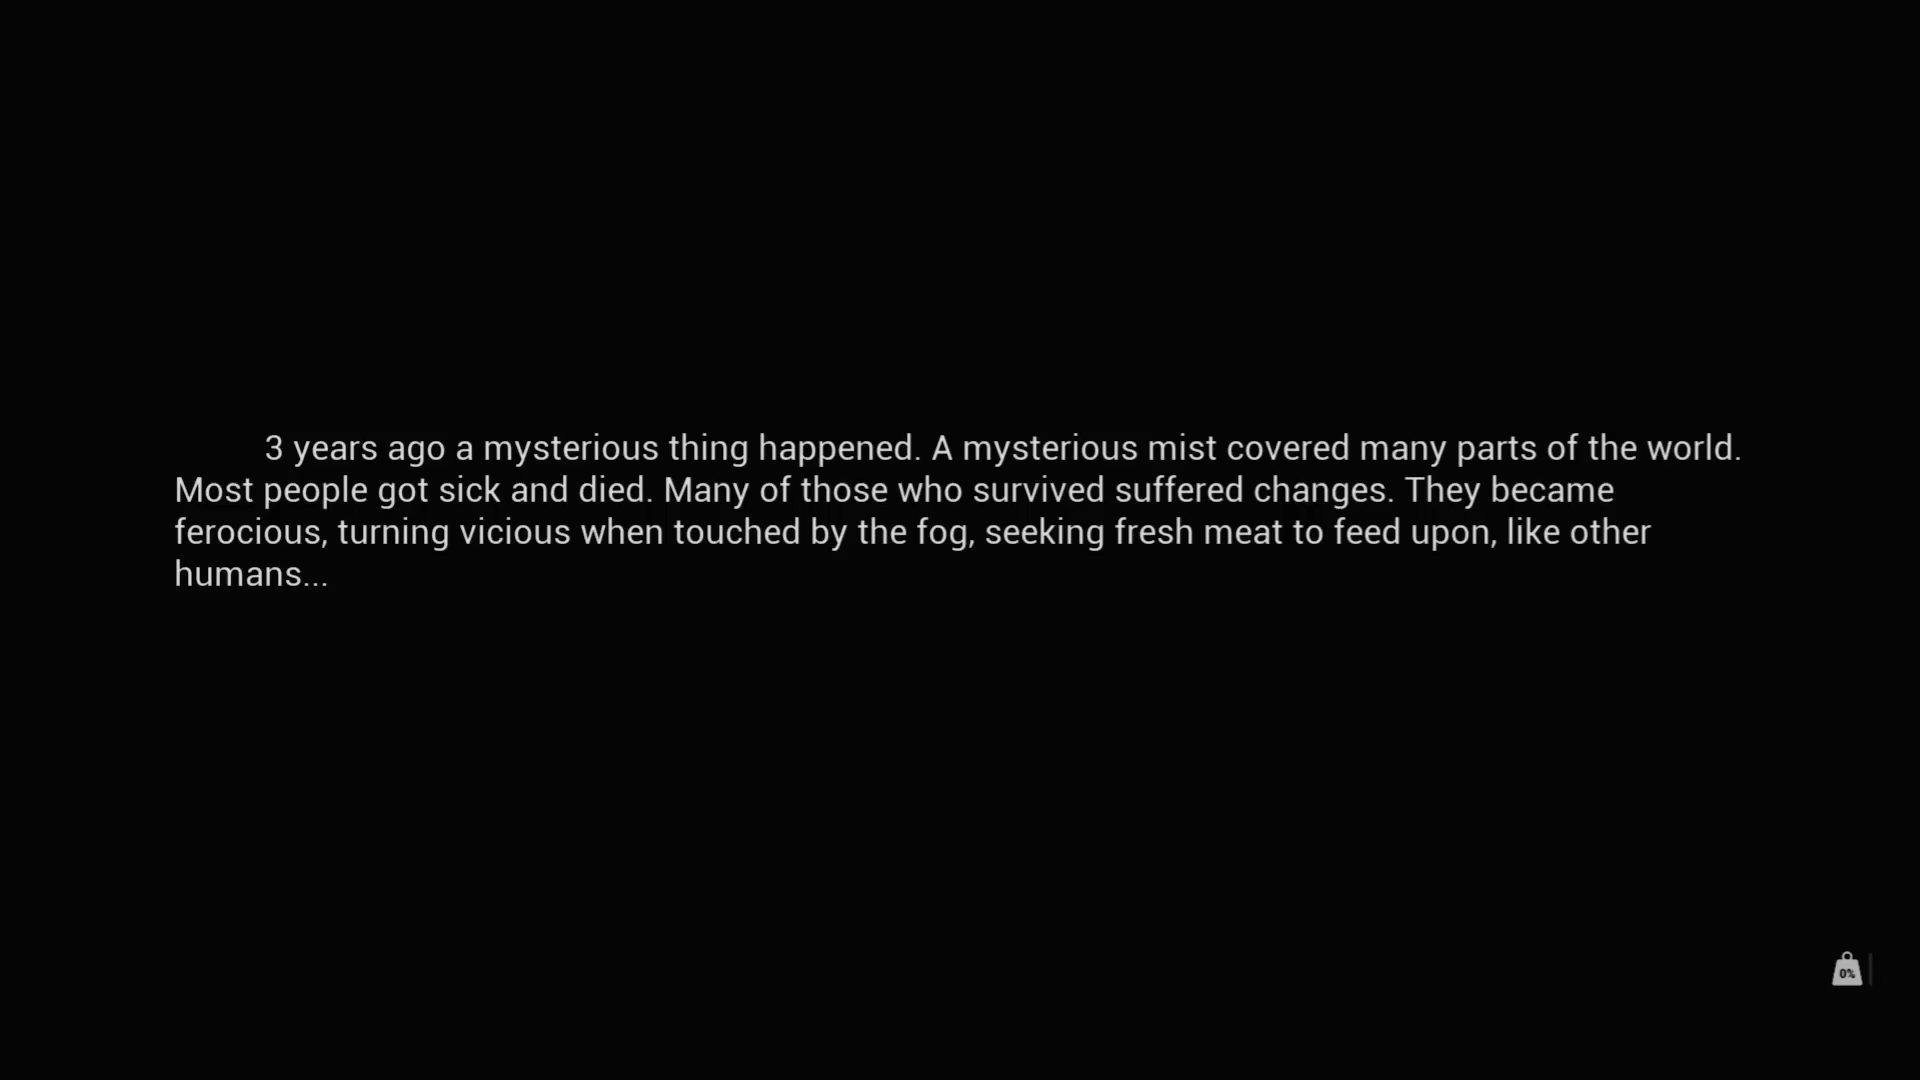 3 years ago a mysterious thing happened. A mysterious mist covered many parts of the world.
Most people got sick and died. Many of those who survived suffered changes. They became
ferocious, turning vicious when touched by the fog, seeking fresh meat to feed upon, like other
humans...
0%